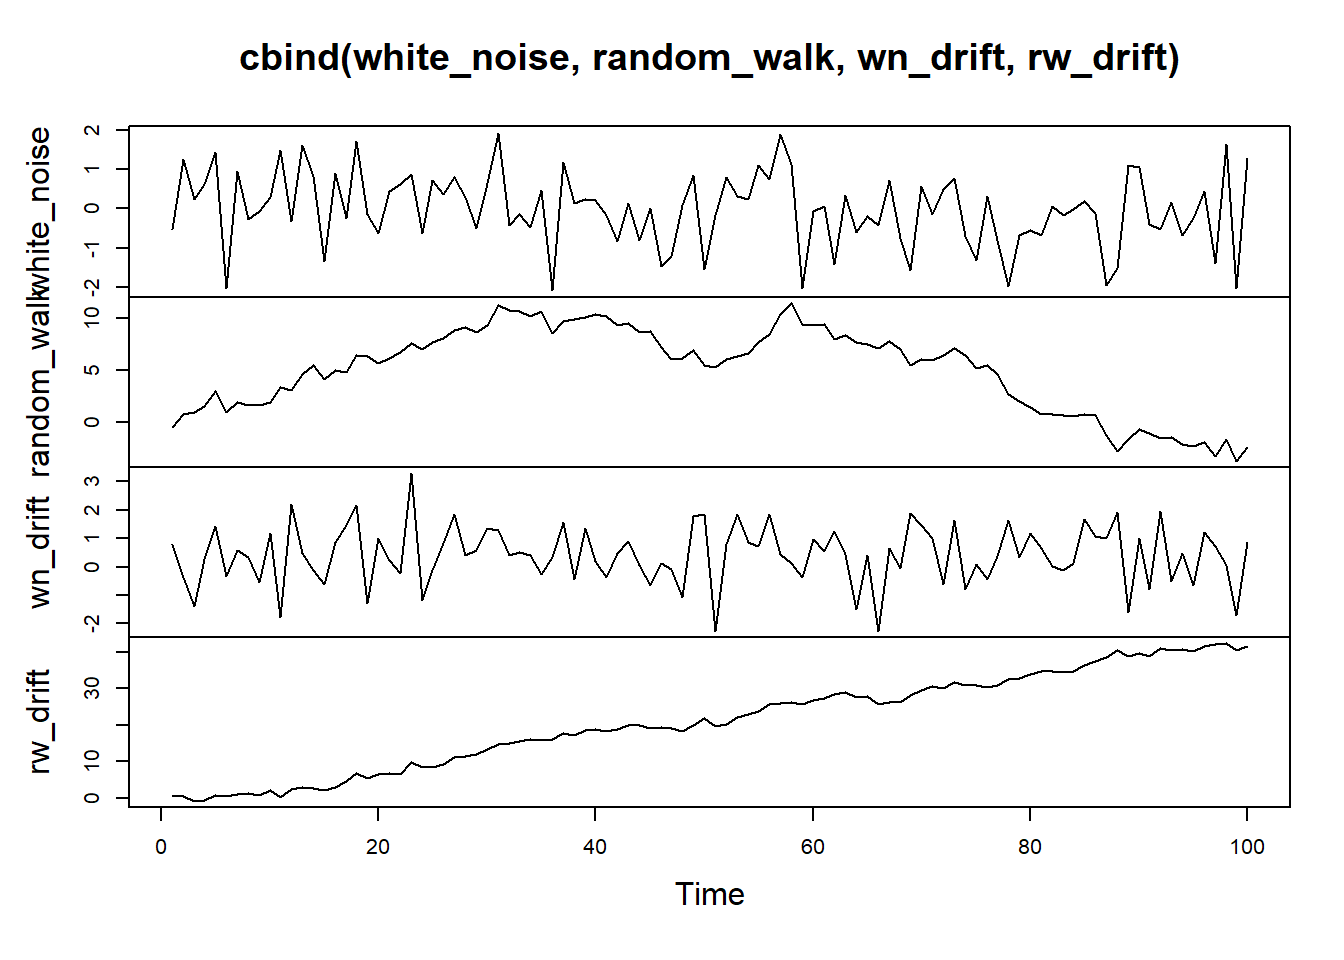 cbind(white_noise, random_walk, wn_drift, rw_drift)
white_noise
2
1
0
-1
-2
random_walk
10
5
0
wn_drift
3
2
1
0
-2
rw_drift
30
10
0
0 20 40 60 80 100
Time